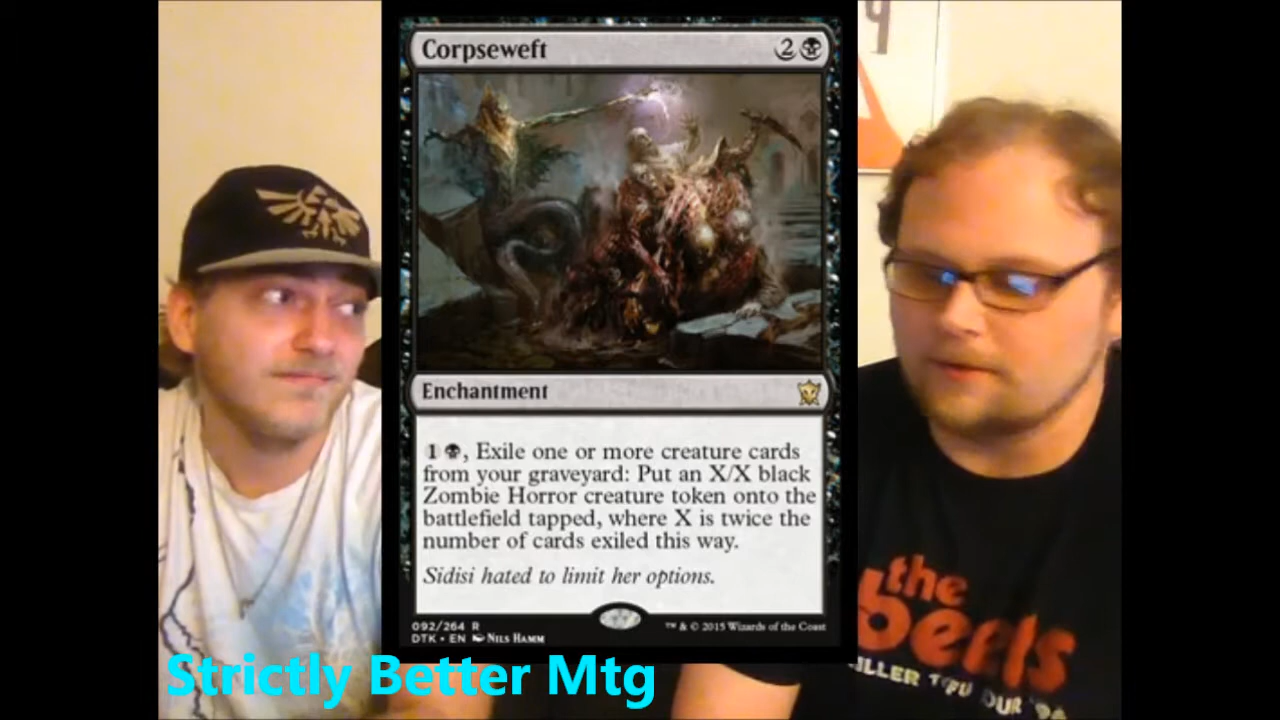 Corpseweft 2
Enchantment
1, Exile one or more creature cards
from your graveyard: Put an X/X black
Zombie Horror creature token onto the
battlefield tapped, where X is twice the
number of cards exiled this way.
Sidisi hated to limit her options.
092/264 R
DTK • EN NILS HAMM
™ & © 2015 Wizards of the Coast
the
beets
Strictly Better Mtg